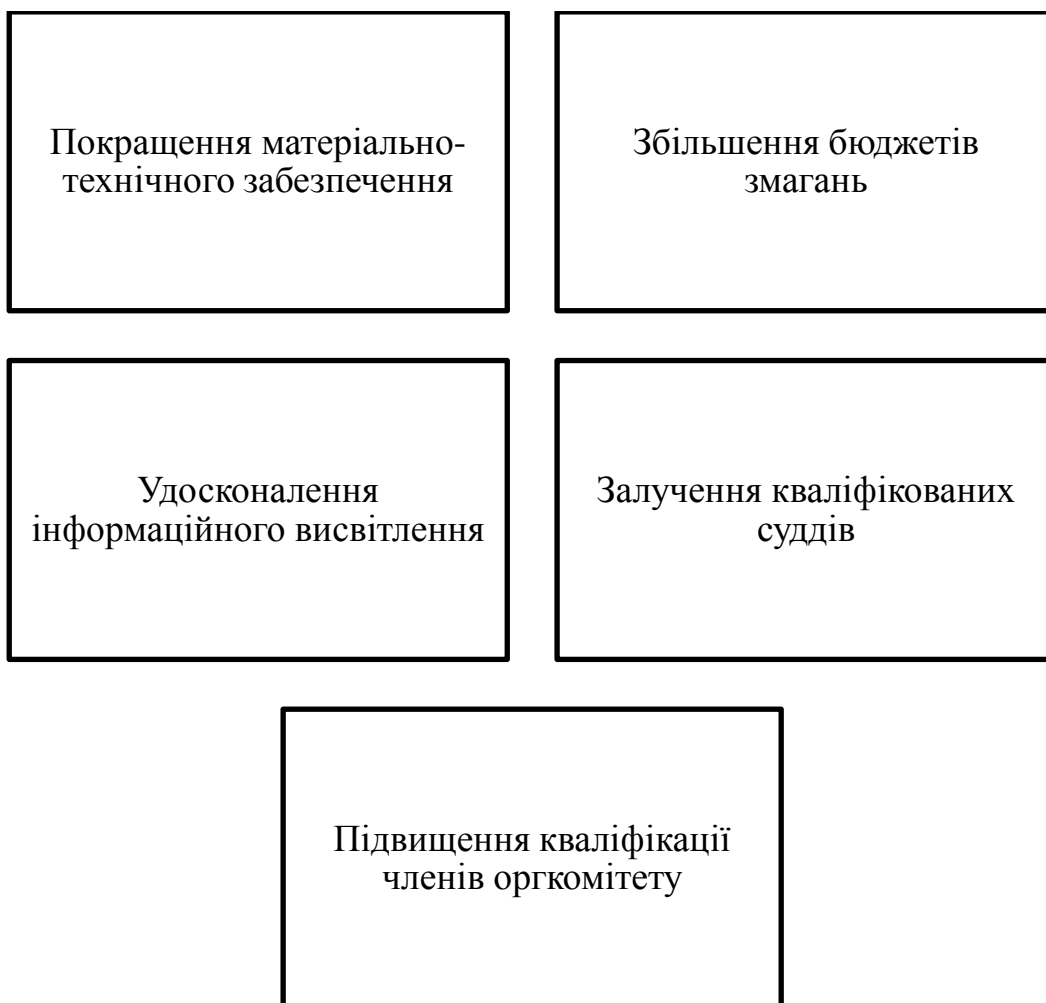 Покращення матеріально-
технічного забезпечення
Збільшення бюджетів
змагань
Удосконалення
інформаційного висвітлення
Залучення кваліфікованих
суддів
Підвищення кваліфікації
членів оргкомітету